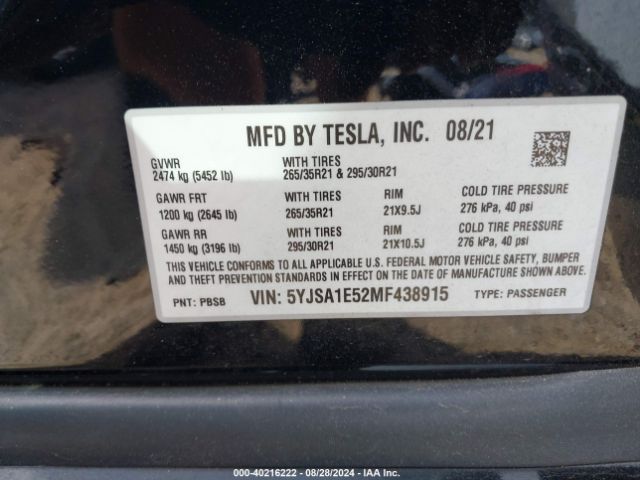 MFD BY TESLA, INC. 08/21
GVWR WITH TIRES
2474 kg (5452 lb) 265/35R21 & 295/30R21
GAWR FRT WITH TIRES RIM COLD TIRE PRESSURE
1200 kg (2645 lb) 265/35R21 21X9.5J 276 kPa, 40 psi
GAWR RR WITH TIRES RIM COLD TIRE PRESSURE
1450 kg (3196 lb) 295/30R21 21X10.5J 276 kPa, 40 psi
THIS VEHICLE CONFORMS TO ALL APPLICABLE U.S. FEDERAL MOTOR VEHICLE SAFETY, BUMPER
AND THEFT PREVENTION STANDARDS IN EFFECT ON THE DATE OF MANUFACTURE SHOWN ABOVE.
PNT: PBSB VIN: 5YJSA1E52MF438915 TYPE: PASSENGER
000-40216222 - 08/28/2024 - IAA Inc.